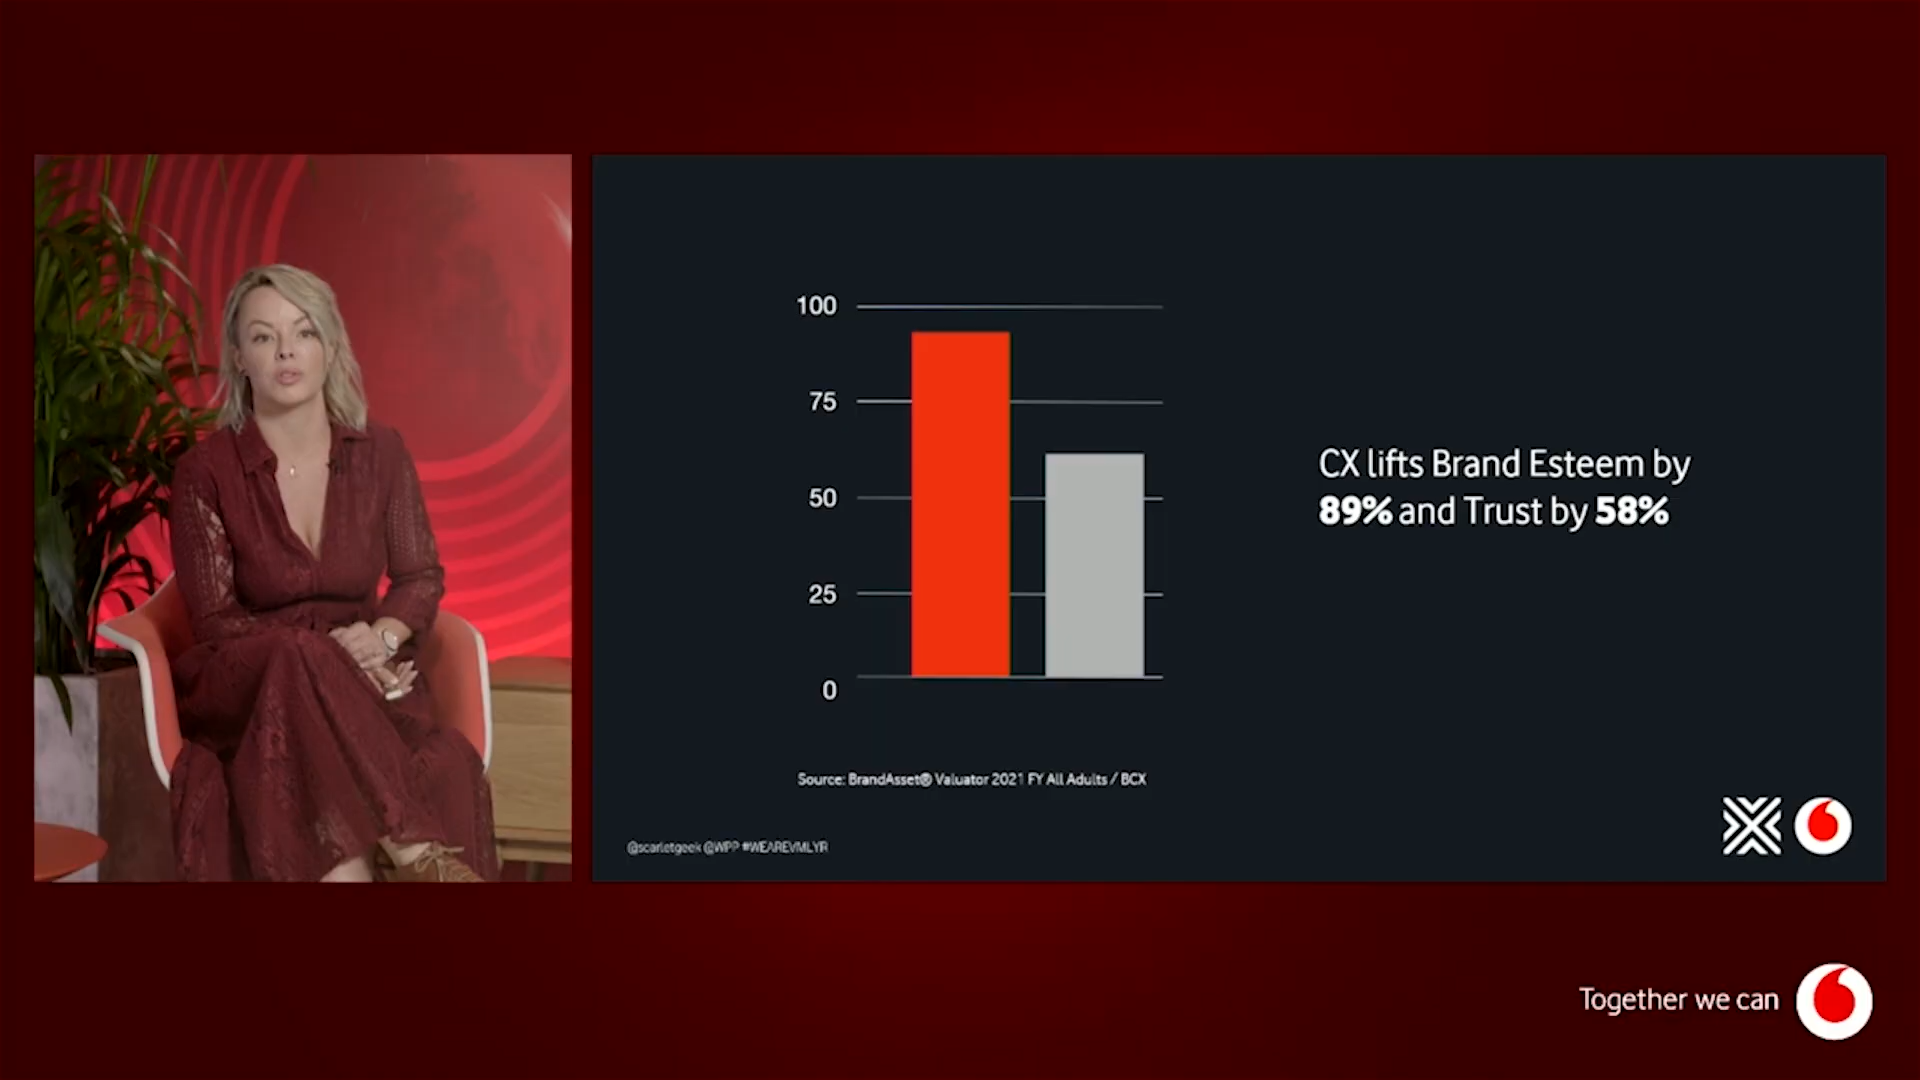 100
75
50
25
0
CX lifts Brand Esteem by
89% and Trust by 58%
Source: BrandAsset® Valuator 2021 FY All Adults / BCX
@scarletgeek @WPP #WEAREVMLYR
Together we can